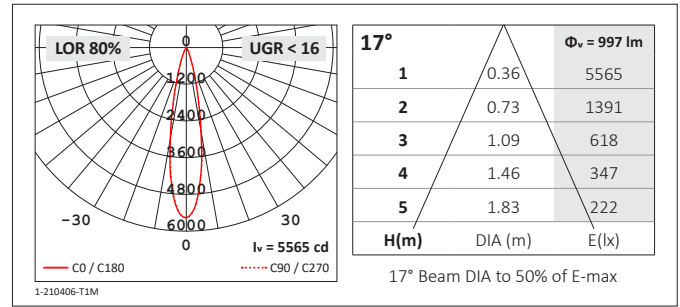 LOR 80%
0
UGR < 16
1200
2400
3600
4800
6000
-30
30
0
Iᵥ = 5565 cd
C0 / C180
C90 / C270
1-210406-T1M
17°
Φᵥ = 997 lm
1 0.36 5565
2 0.73 1391
3 1.09 618
4 1.46 347
5 1.83 222
H(m) DIA (m) E(lx)
17° Beam DIA to 50% of E-max